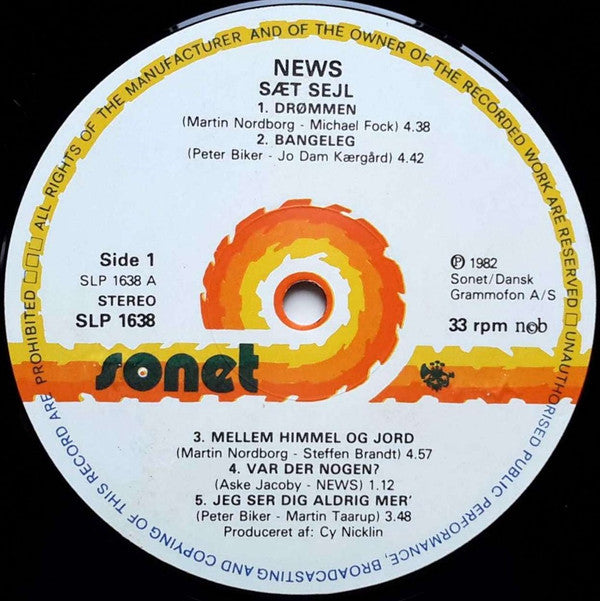 ALL RIGHTS OF THE MANUFACTURER AND OF THE OWNER OF THE RECORDED WORK ARE RESERVED □ UNAUTHORISED PUBLIC PERFORMANCE, BROADCASTING AND COPYING OF THIS RECORD ARE PROHIBITED □□□
NEWS
SÆT SEJL
1. DRØMMEN
(Martin Nordborg - Michael Fock) 4.38
2. BANGELEG
(Peter Biker - Jo Dam Kærgård) 4.42
Side 1
SLP 1638 A
STEREO
SLP 1638
℗ 1982
Sonet/Dansk
Grammofon A/S
33 rpm n©b
sonet
3. MELLEM HIMMEL OG JORD
(Martin Nordborg - Steffen Brandt) 4.57
4. VAR DER NOGEN?
(Aske Jacoby - NEWS) 1.12
5. JEG SER DIG ALDRIG MER'
(Peter Biker - Martin Taarup) 3.48
Produceret af: Cy Nicklin